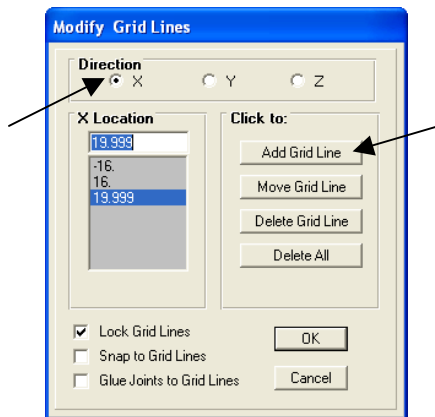 Modify Grid Lines
Direction
X Y Z
X Location
19.999
-16.
16.
19.999
Click to:
Add Grid Line
Move Grid Line
Delete Grid Line
Delete All
Lock Grid Lines
Snap to Grid Lines
Glue Joints to Grid Lines
OK
Cancel